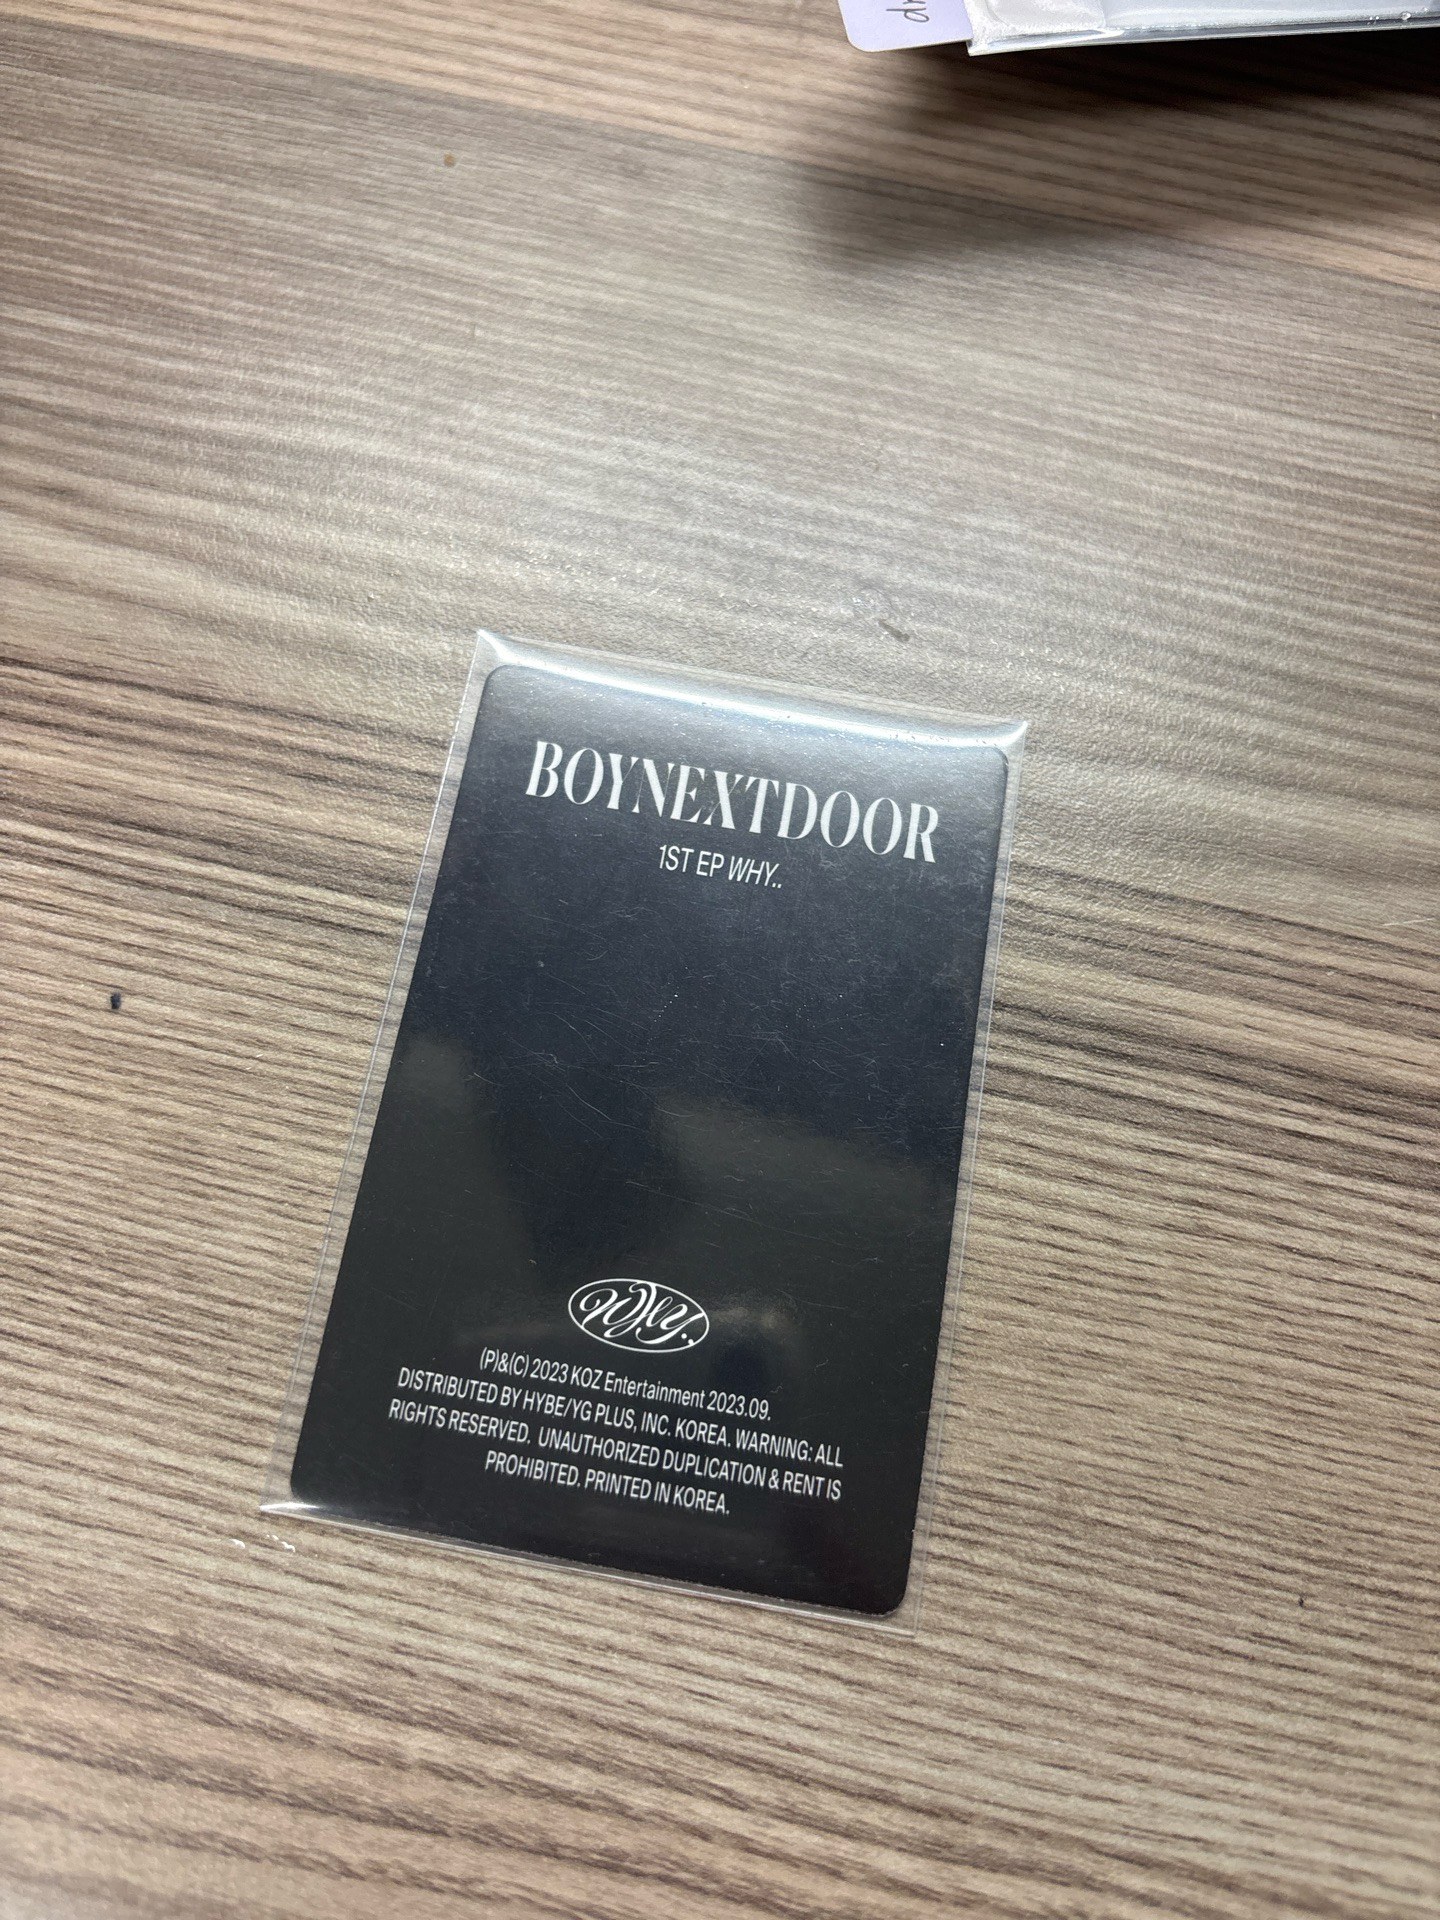 BOYNEXTDOOR
1ST EP WHY..
Why..
(P)&(C) 2023 KOZ Entertainment 2023.09.
DISTRIBUTED BY HYBE/YG PLUS, INC. KOREA. WARNING: ALL
RIGHTS RESERVED. UNAUTHORIZED DUPLICATION & RENT IS
PROHIBITED. PRINTED IN KOREA.